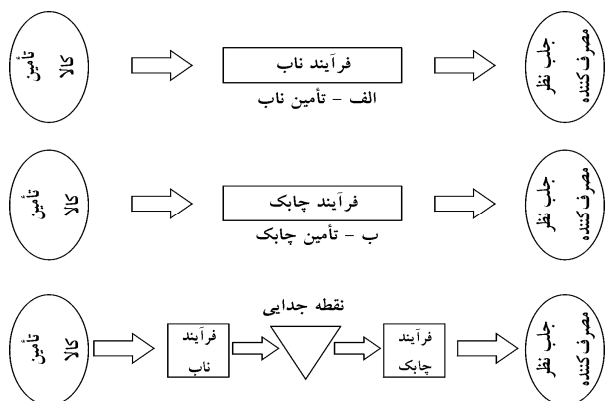 تأمین
کالا
فرآیند ناب
جلب نظر
مصرف‌کننده
الف - تأمین ناب
تأمین
کالا
فرآیند چابک
جلب نظر
مصرف‌کننده
ب - تأمین چابک
نقطه جدایی
تأمین
کالا
فرآیند
ناب
فرآیند
چابک
جلب نظر
مصرف‌کننده